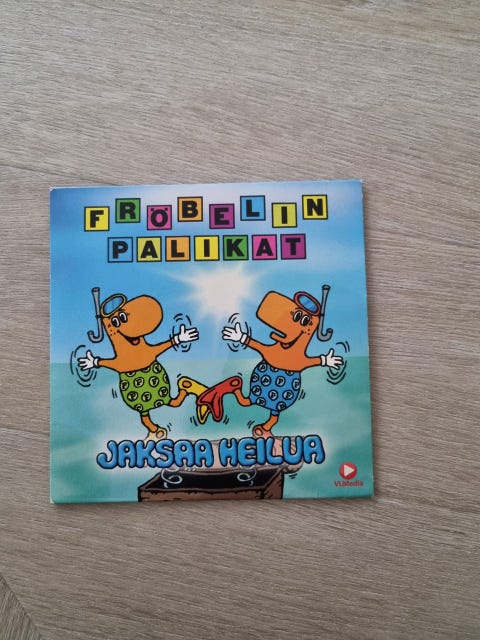 FRÖBELIN
PALIKAT
JAKSAA HEILUA
VLMedia